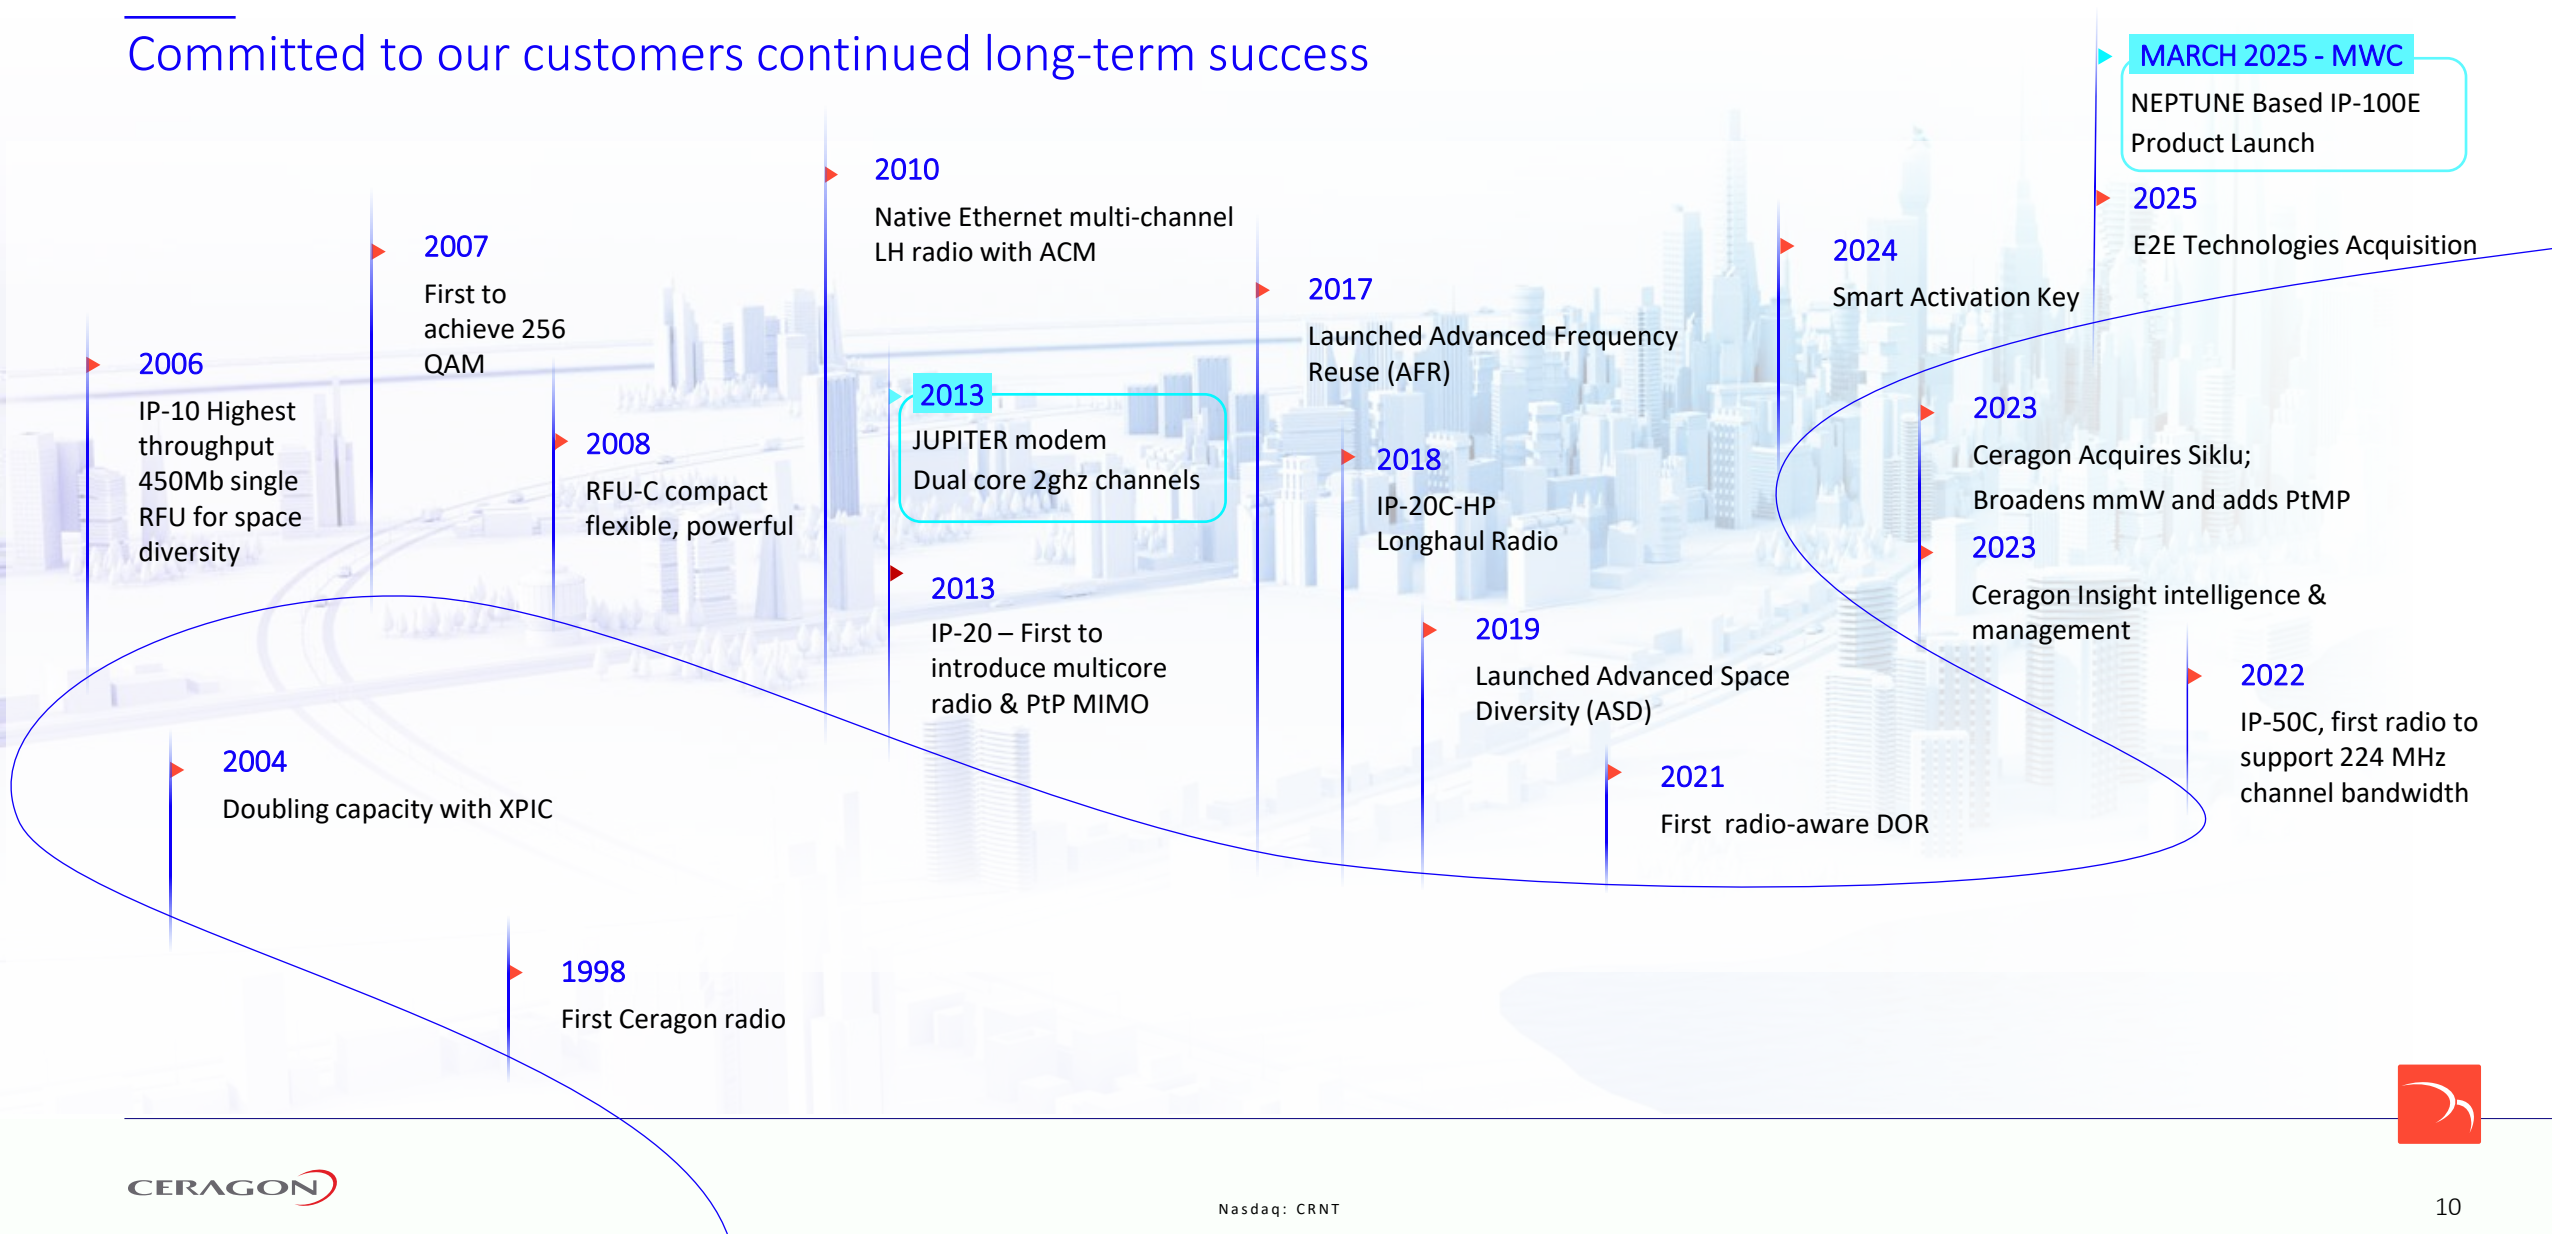 Committed to our customers continued long-term success
MARCH 2025 - MWC
NEPTUNE Based IP-100E
Product Launch
2025
E2E Technologies Acquisition
2010
Native Ethernet multi-channel
LH radio with ACM
2007
First to
achieve 256
QAM
2024
Smart Activation Key
2017
Launched Advanced Frequency
Reuse (AFR)
2006
IP-10 Highest
throughput
450Mb single
RFU for space
diversity
2008
RFU-C compact
flexible, powerful
2013
JUPITER modem
Dual core 2ghz channels
2018
IP-20C-HP
Longhaul Radio
2023
Ceragon Acquires Siklu;
Broadens mmW and adds PtMP
2023
Ceragon Insight intelligence &
management
2013
IP-20 – First to
introduce multicore
radio & PtP MIMO
2019
Launched Advanced Space
Diversity (ASD)
2022
IP-50C, first radio to
support 224 MHz
channel bandwidth
2004
Doubling capacity with XPIC
2021
First  radio-aware DOR
1998
First Ceragon radio
CERAGON
Nasdaq: CRNT
10